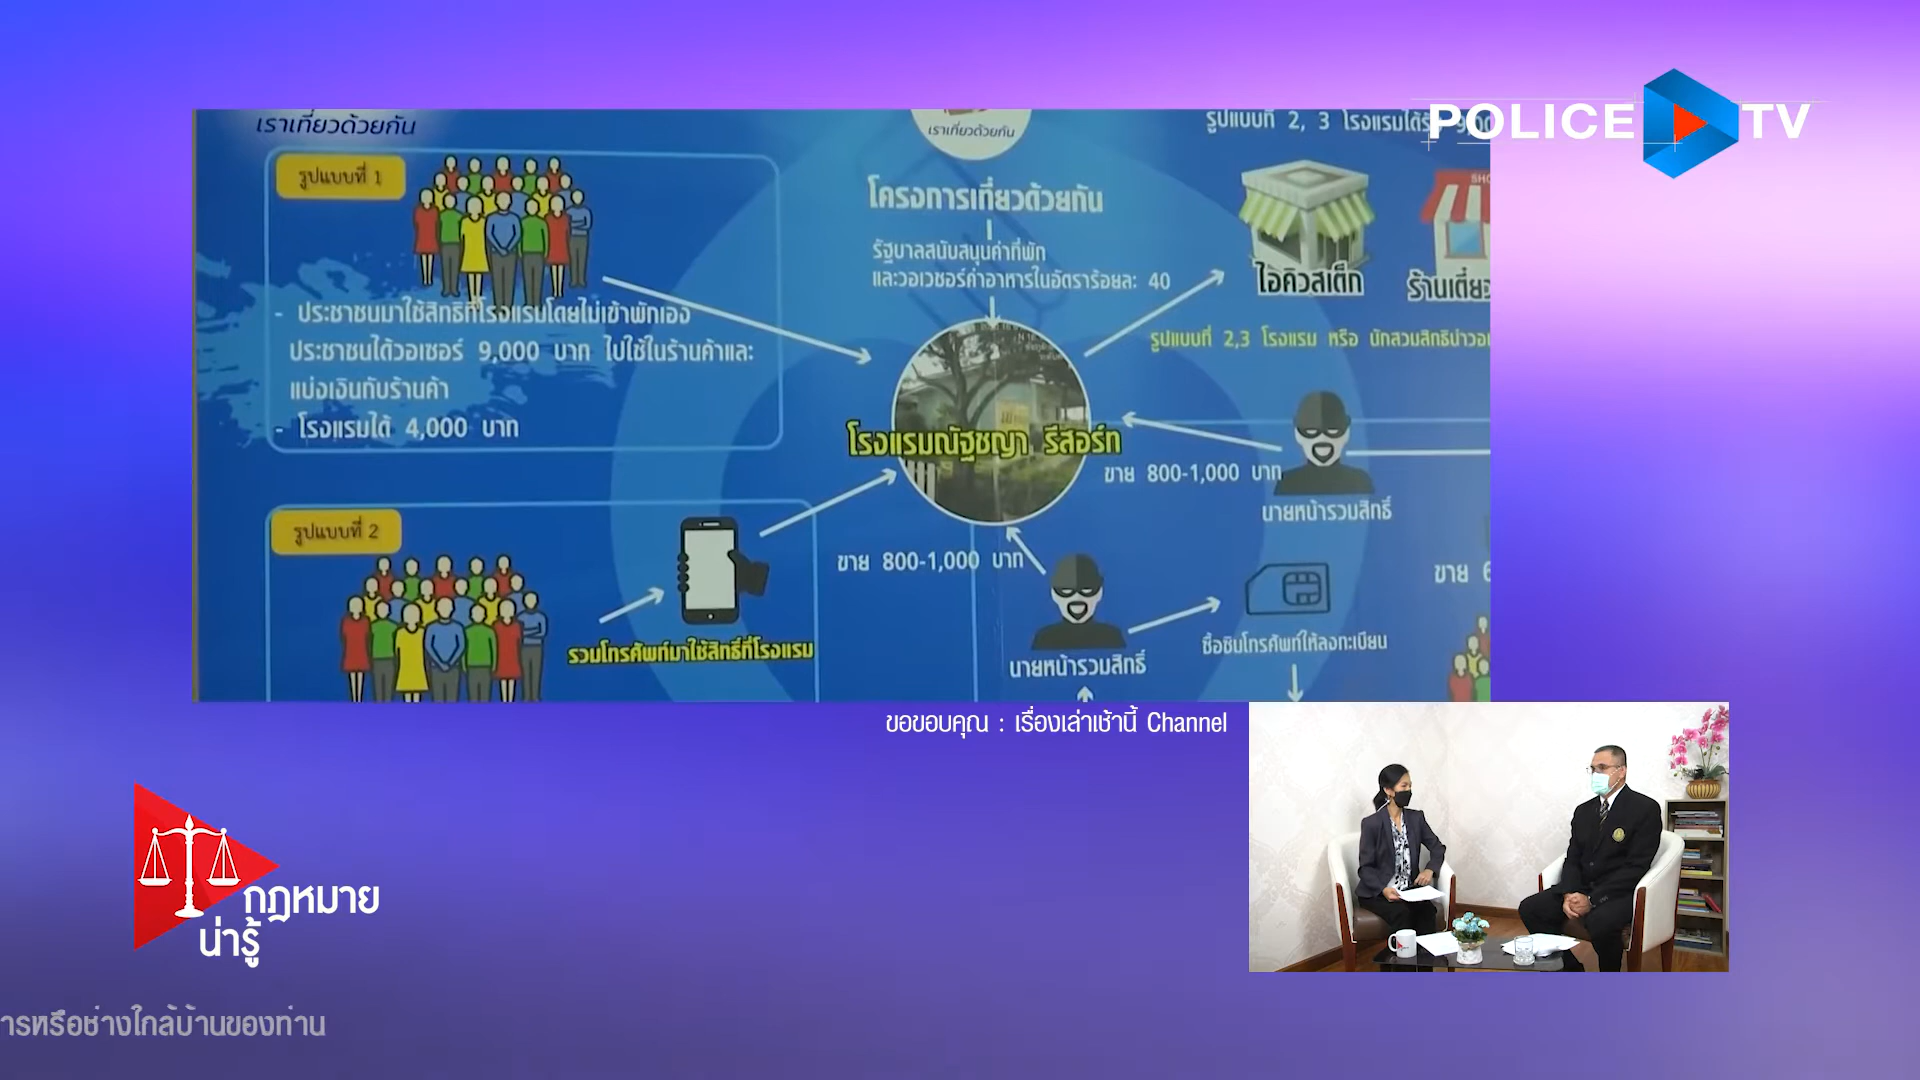 POLICE TV
เราเที่ยวด้วยกัน
เราเที่ยวด้วยกัน
รูปแบบที่ 2, 3 โรงแรมได้รั
รูปแบบที่ 1
โครงการเที่ยวด้วยกัน
รัฐบาลสนับสนุนค่าที่พัก
และวอเวชอร์ค่าอาหารในอัตราร้อยละ 40
ไอคิวสเต็ก
ร้านเตี๋ยว
- ประชาชนมาใช้สิทธิที่โรงแรมโดยไม่เข้าพักเอง
ประชาชนได้วอเชอร์ 9,000 บาท ไปใช้ในร้านค้าและ
แบ่งเงินกับร้านค้า
- โรงแรมได้ 4,000 บาท
รูปแบบที่ 2,3 โรงแรม หรือ นักสวมสิทธินำวอเ
โรงแรมณัฐชญา รีสอร์ท
ขาย 800-1,000 บาท
นายหน้ารวมสิทธิ์
รูปแบบที่ 2
ขาย 800-1,000 บาท
ขาย 6
รวมโทรศัพท์มาใช้สิทธิ์ที่โรงแรม
นายหน้ารวมสิทธิ์
ซื้อซิมโทรศัพท์ให้ลงทะเบียน
ขอขอบคุณ : เรื่องเล่าเช้านี้ Channel
กฎหมาย
น่ารู้
ารหรือช่างใกล้บ้านของท่าน